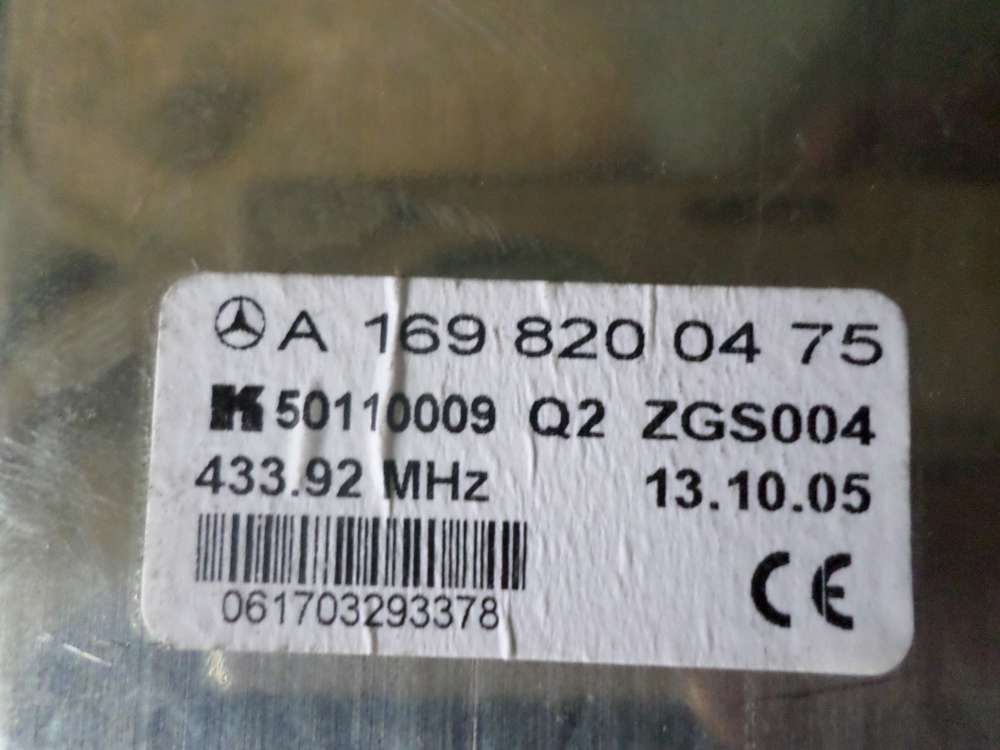 A 169 820 04 75
50110009 Q2 ZGS004
433.92 MHz 13.10.05
CE
061703293378